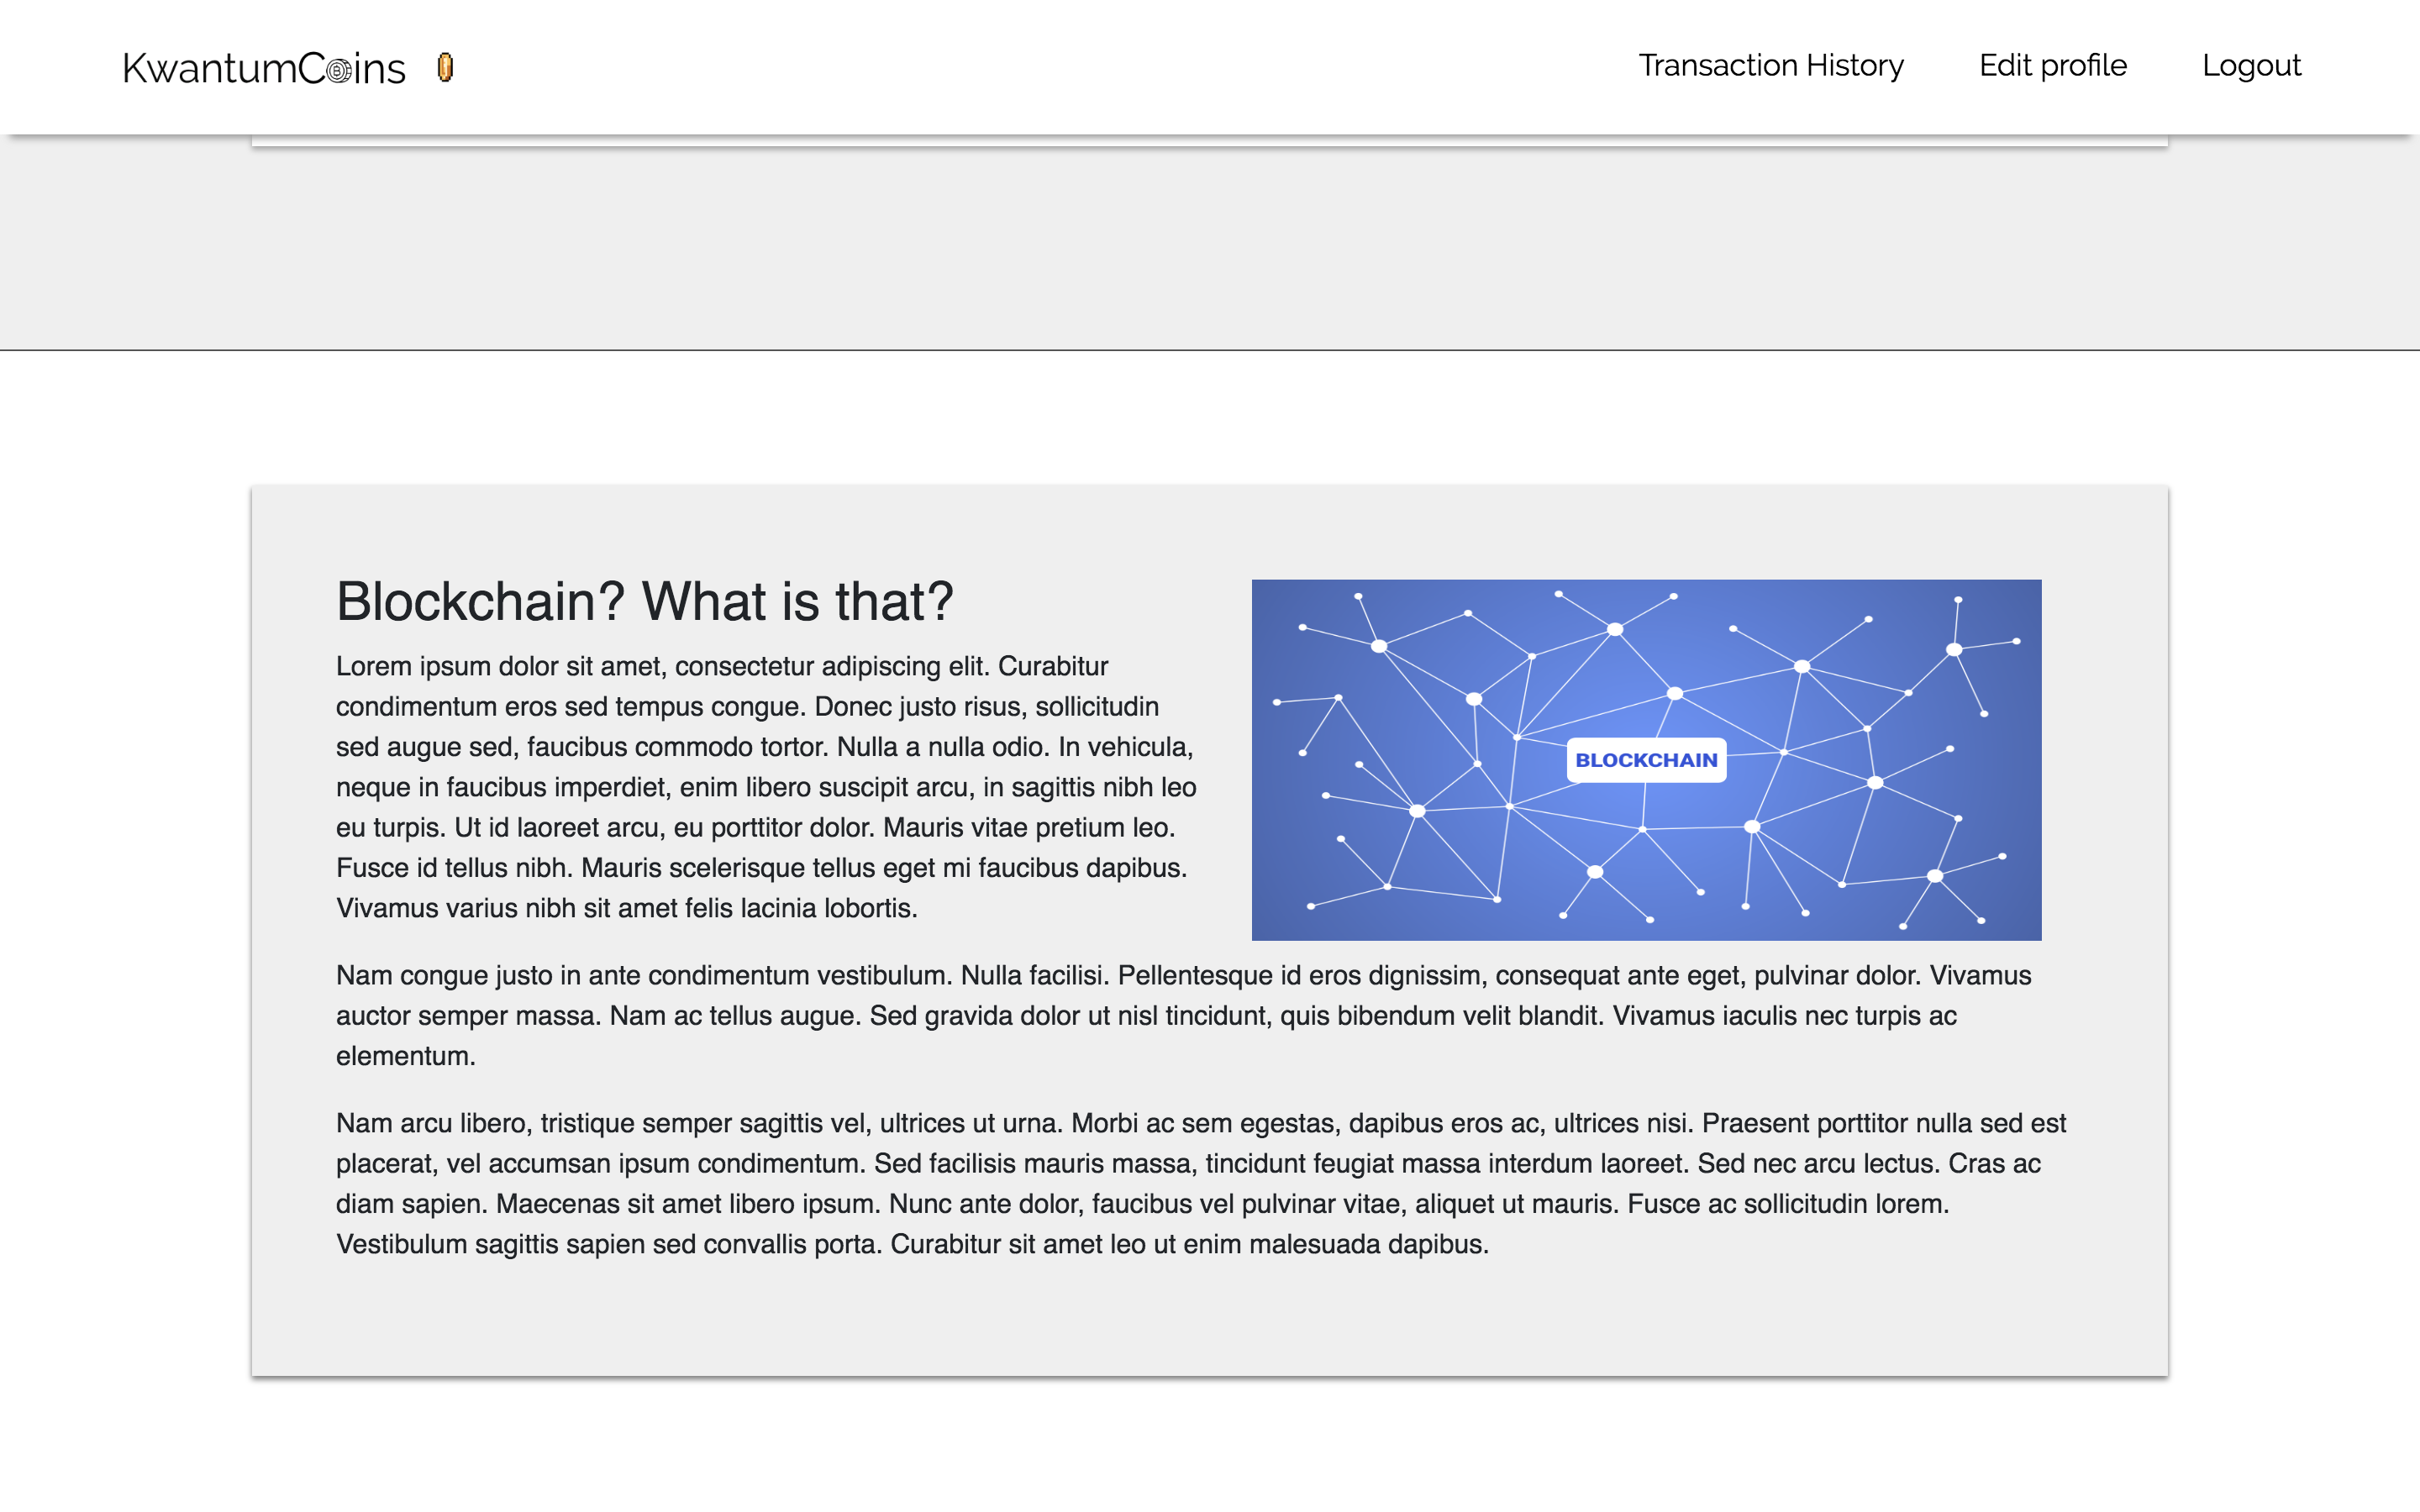 KwantumCoins
Transaction History
Edit profile
Logout
Blockchain? What is that?
Lorem ipsum dolor sit amet, consectetur adipiscing elit. Curabitur
condimentum eros sed tempus congue. Donec justo risus, sollicitudin
sed augue sed, faucibus commodo tortor. Nulla a nulla odio. In vehicula,
neque in faucibus imperdiet, enim libero suscipit arcu, in sagittis nibh leo
eu turpis. Ut id laoreet arcu, eu porttitor dolor. Mauris vitae pretium leo.
Fusce id tellus nibh. Mauris scelerisque tellus eget mi faucibus dapibus.
Vivamus varius nibh sit amet felis lacinia lobortis.
BLOCKCHAIN
Nam congue justo in ante condimentum vestibulum. Nulla facilisi. Pellentesque id eros dignissim, consequat ante eget, pulvinar dolor. Vivamus
auctor semper massa. Nam ac tellus augue. Sed gravida dolor ut nisl tincidunt, quis bibendum velit blandit. Vivamus iaculis nec turpis ac
elementum.
Nam arcu libero, tristique semper sagittis vel, ultrices ut urna. Morbi ac sem egestas, dapibus eros ac, ultrices nisi. Praesent porttitor nulla sed est
placerat, vel accumsan ipsum condimentum. Sed facilisis mauris massa, tincidunt feugiat massa interdum laoreet. Sed nec arcu lectus. Cras ac
diam sapien. Maecenas sit amet libero ipsum. Nunc ante dolor, faucibus vel pulvinar vitae, aliquet ut mauris. Fusce ac sollicitudin lorem.
Vestibulum sagittis sapien sed convallis porta. Curabitur sit amet leo ut enim malesuada dapibus.